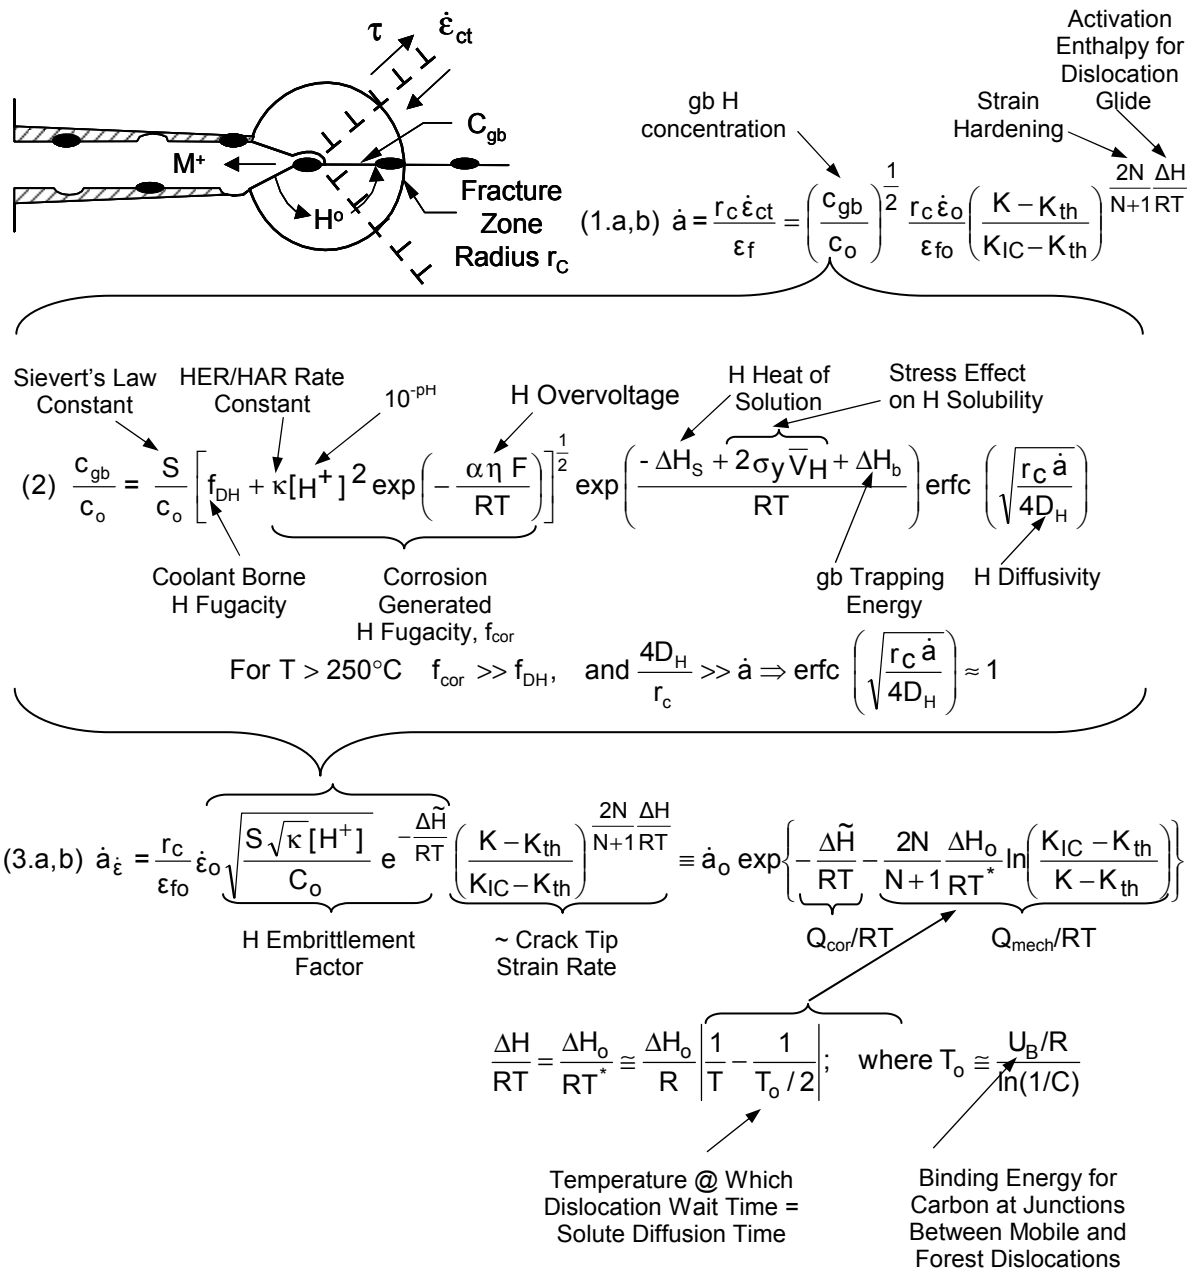 τ ε̇ct
Cgb
M⁺
H⁰
Fracture
Zone
Radius rC
gb H
concentration
Strain
Hardening
Activation
Enthalpy for
Dislocation
Glide
(1.a,b) ȧ = rc ε̇ct / εf = (cgb / co)^(1/2) rc ε̇o / εfo ((K − Kth) / (KIC − Kth))^(2N/(N+1) ΔH/RT)
Sievert's Law
Constant
HER/HAR Rate
Constant
10^-pH
H Overvoltage
H Heat of
Solution
Stress Effect
on H Solubility
(2) cgb / co = S / co [fDH + κ[H⁺]² exp(− αηF / RT)]^(1/2) exp((-ΔHS + 2σy V̅H + ΔHb) / RT) erfc (√(rc ȧ / 4DH))
Coolant Borne
H Fugacity
Corrosion
Generated
H Fugacity, fcor
gb Trapping
Energy
H Diffusivity
For T > 250°C fcor >> fDH, and 4DH / rc >> ȧ ⇒ erfc (√(rc ȧ / 4DH)) ≈ 1
(3.a,b) ȧε̇ = rc / εfo ε̇o √(S√κ[H⁺] / Co) e^(−ΔH̃/RT) ((K − Kth) / (KIC − Kth))^(2N/(N+1) ΔH/RT) ≡ ȧo exp{− ΔH̃ / RT − 2N / N+1 ΔHo / RT* ln((KIC − Kth) / (K − Kth))}
H Embrittlement
Factor
~ Crack Tip
Strain Rate
Qcor/RT
Qmech/RT
ΔH / RT = ΔHo / RT* ≅ ΔHo / R |1 / T − 1 / To / 2|; where To ≅ UB/R / ln(1/C)
Temperature @ Which
Dislocation Wait Time =
Solute Diffusion Time
Binding Energy for
Carbon at Junctions
Between Mobile and
Forest Dislocations